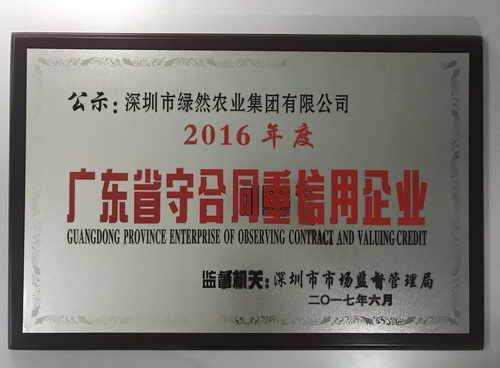 公示：深圳市绿然农业集团有限公司
2016年度
广东省守合同重信用企业
GUANGDONG PROVINCE ENTERPRISE OF OBSERVING CONTRACT AND VALUING CREDIT
监督机关：深圳市市场监督管理局
二〇一七年六月